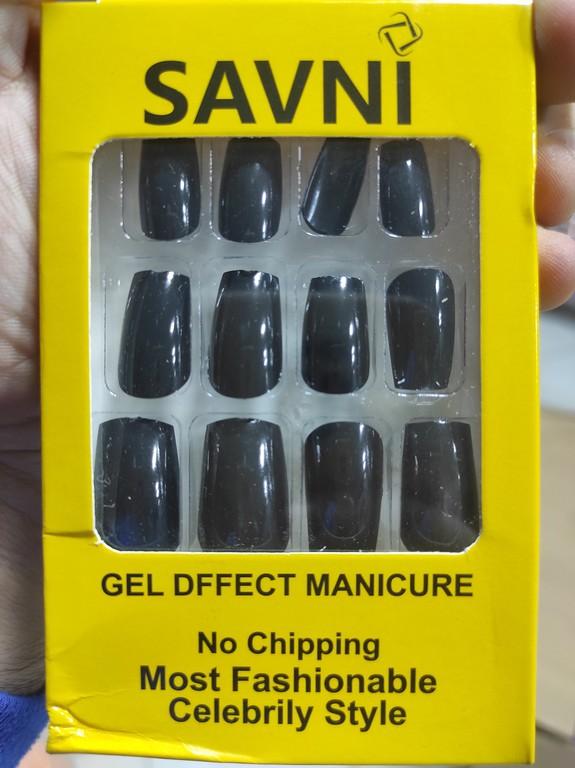 SAVNI
GEL DFFECT MANICURE
No Chipping
Most Fashionable
Celebrily Style